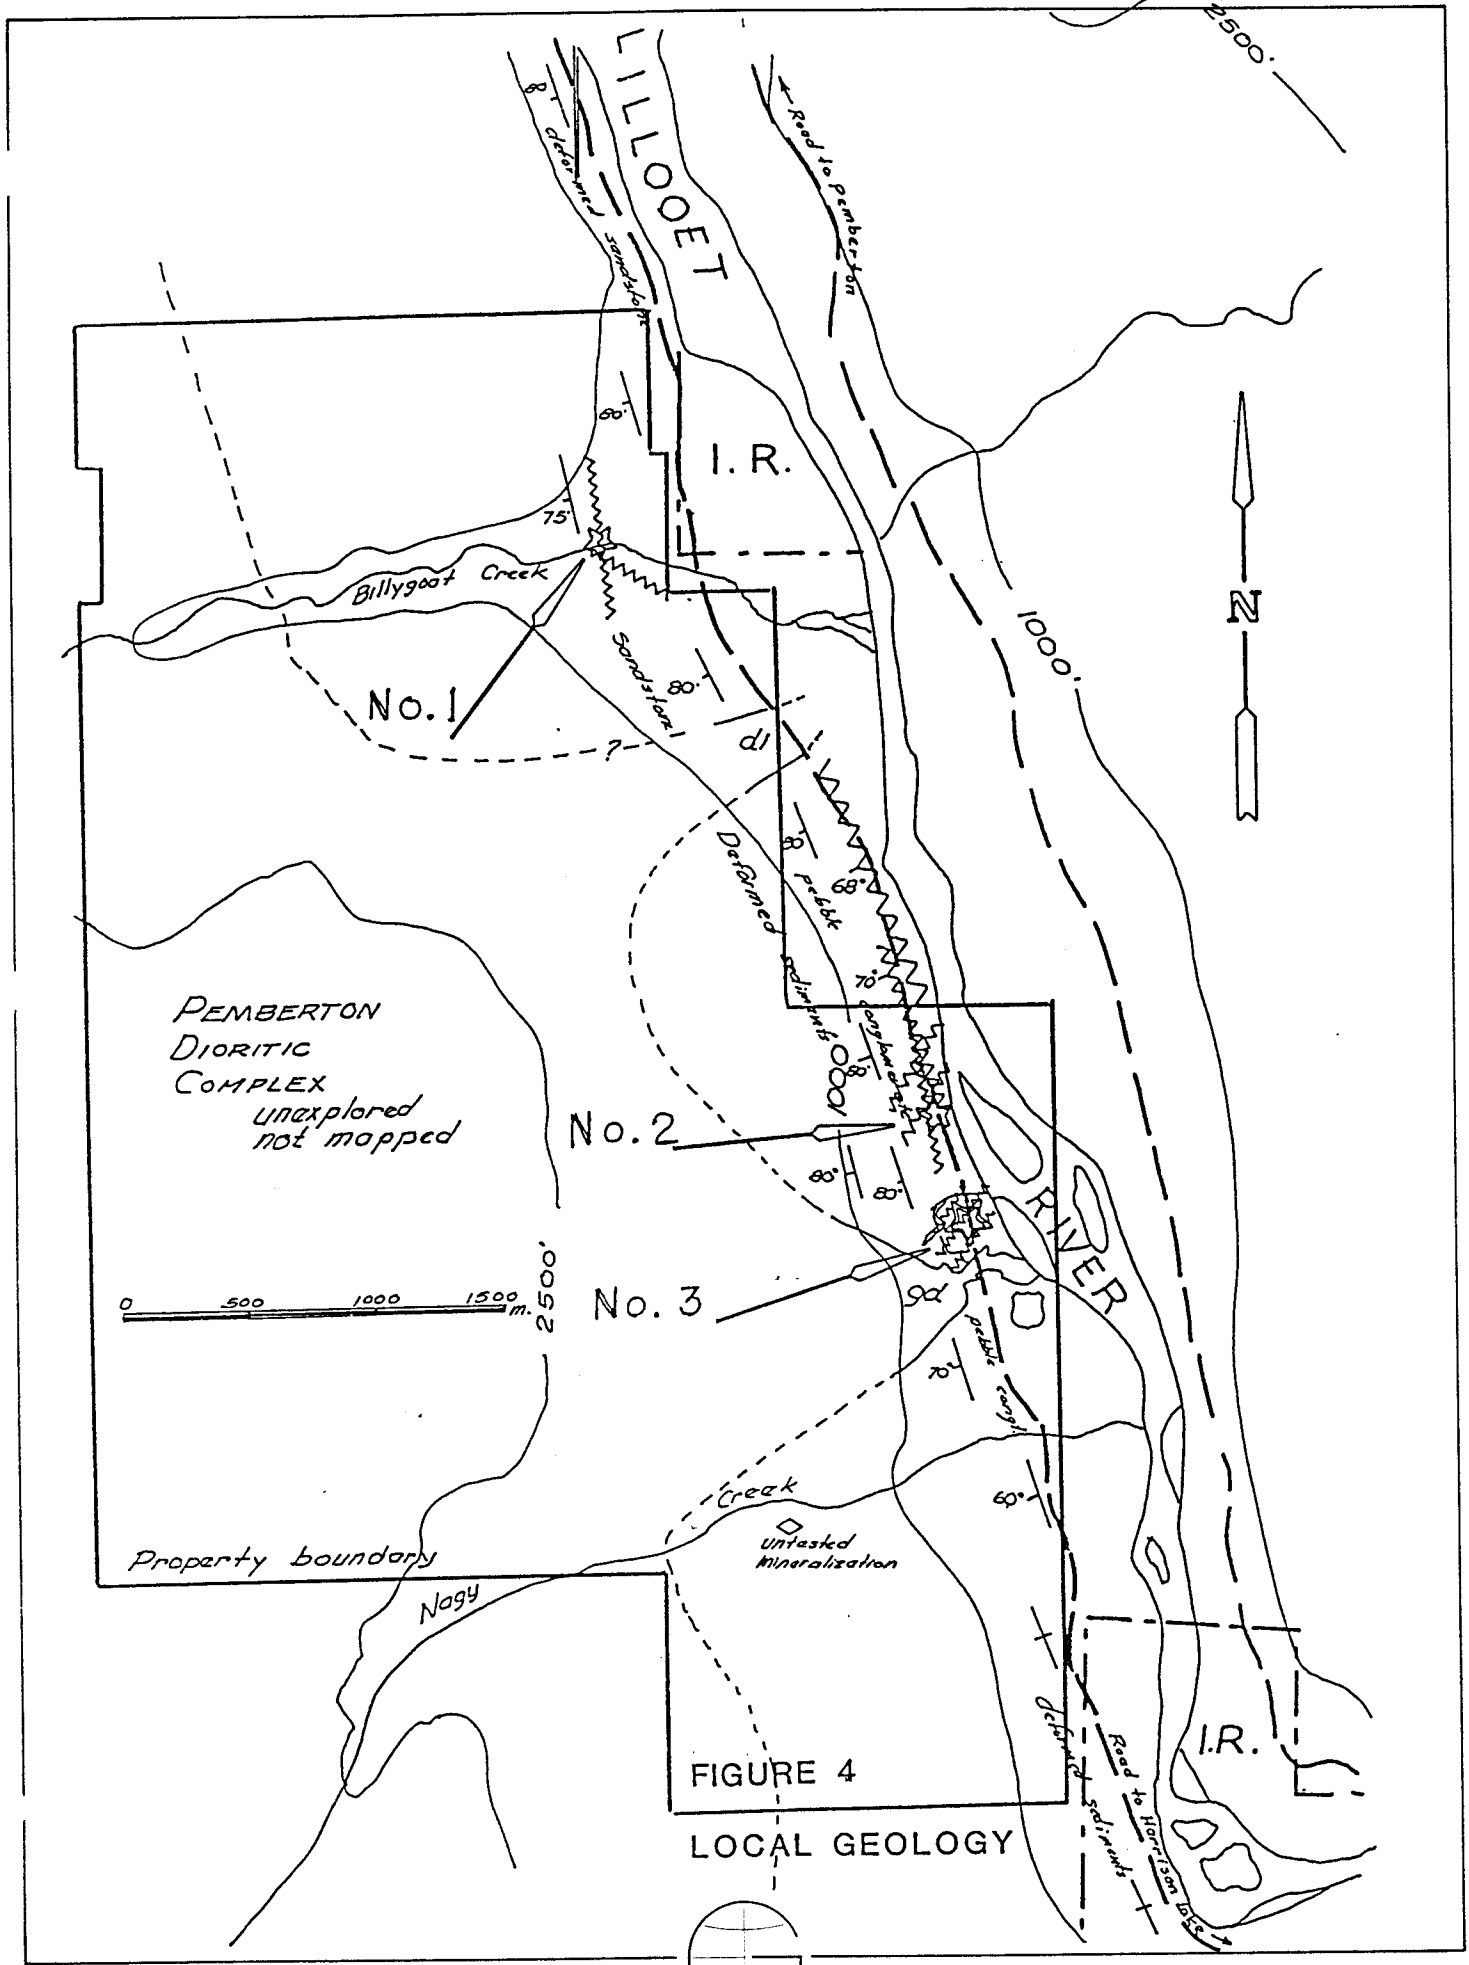 2500'
LILLOOET
Road to Pemberton
deformed sandstone
80'
I. R.
75'
Billygoat Creek
N
1000'
Sandstone
80'
No. 1
?
Deformed sediments
pebble conglomerate
68°
70°
PEMBERTON
DIORITIC
COMPLEX
unexplored
not mapped
1000
80'
No. 2
80°
80°
RIVER
0 500 1000 1500 m.
2500'
No. 3
pebble congl.
70°
60°
Creek
untested
mineralization
Property boundary
Nagy
deformed sediments
Road to Harrison Lake
I.R.
FIGURE 4
LOCAL GEOLOGY